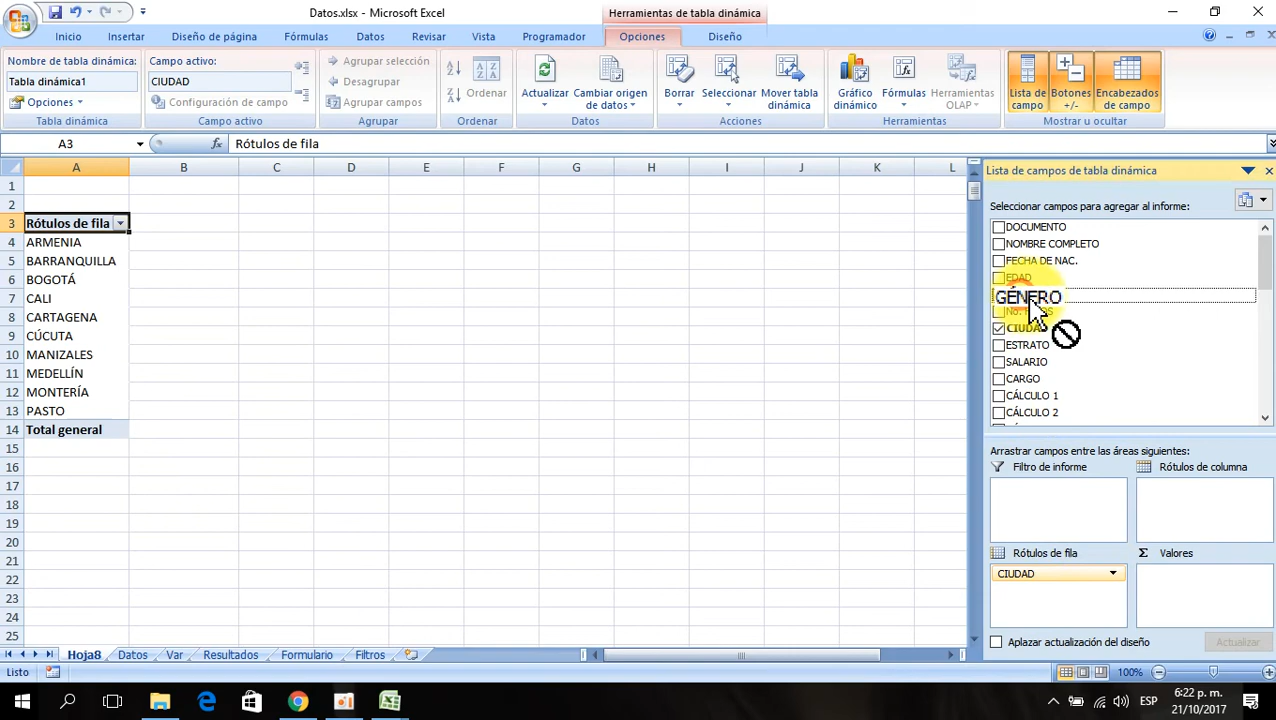 Datos.xlsx - Microsoft Excel
Herramientas de tabla dinámica
Inicio Insertar Diseño de página Fórmulas Datos Revisar Vista Programador Opciones Diseño
Nombre de tabla dinámica: Campo activo:
Tabla dinámica1 CIUDAD
Opciones Configuración de campo
Tabla dinámica Campo activo
Agrupar selección
Desagrupar
Agrupar campos
Agrupar
Ordenar
Ordenar
Actualizar Cambiar origen de datos
Datos
Borrar Seleccionar Mover tabla dinámica
Acciones
Gráfico dinámico Fórmulas Herramientas OLAP
Herramientas
Lista de campo Botones +/- Encabezados de campo
Mostrar u ocultar
A3 fx Rótulos de fila
A B C D E F G H I J K L
1
2
3 Rótulos de fila
4 ARMENIA
5 BARRANQUILLA
6 BOGOTÁ
7 CALI
8 CARTAGENA
9 CÚCUTA
10 MANIZALES
11 MEDELLÍN
12 MONTERÍA
13 PASTO
14 Total general
15
16
17
18
19
20
21
22
23
24
25
Lista de campos de tabla dinámica
Seleccionar campos para agregar al informe:
DOCUMENTO
NOMBRE COMPLETO
FECHA DE NAC.
EDAD
GÉNERO
No.
CIUDAD
ESTRATO
SALARIO
CARGO
CÁLCULO 1
CÁLCULO 2
Arrastrar campos entre las áreas siguientes:
Filtro de informe Rótulos de columna
Rótulos de fila Σ Valores
CIUDAD
Aplazar actualización del diseño Actualizar
Hoja8 Datos Var Resultados Formulario Filtros
Listo 100%
ESP 6:22 p. m.
21/10/2017